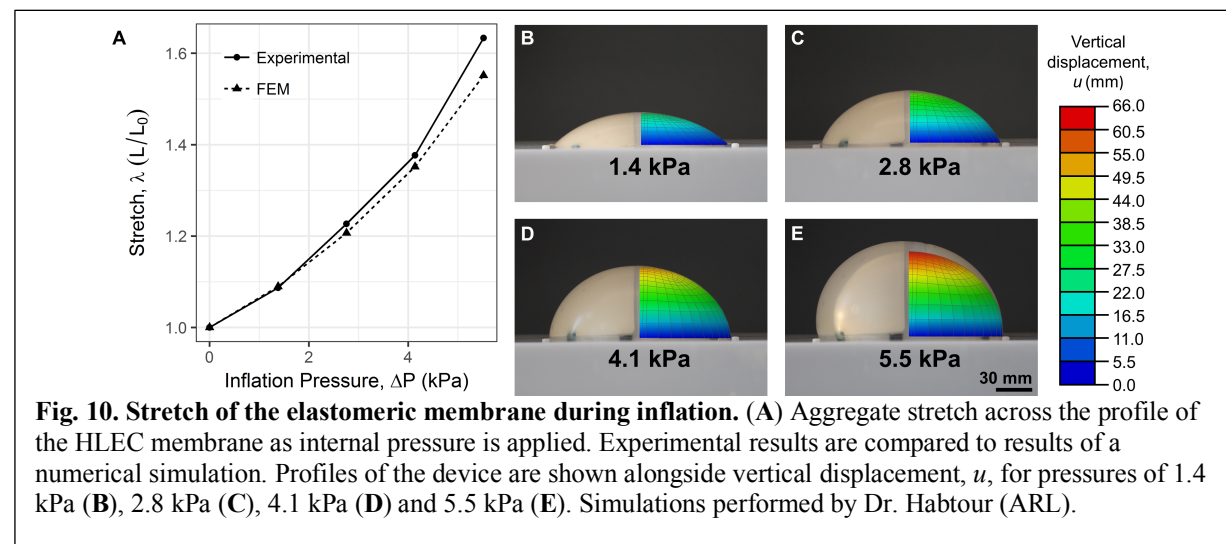 A
Experimental
FEM
Stretch, λ (L/L0)
1.6
1.4
1.2
1.0
0
2
4
Inflation Pressure, ΔP (kPa)
B
1.4 kPa
C
2.8 kPa
D
4.1 kPa
E
5.5 kPa
30 mm
Vertical
displacement,
u (mm)
66.0
60.5
55.0
49.5
44.0
38.5
33.0
27.5
22.0
16.5
11.0
5.5
0.0
Fig. 10. Stretch of the elastomeric membrane during inflation. (A) Aggregate stretch across the profile of
the HLEC membrane as internal pressure is applied. Experimental results are compared to results of a
numerical simulation. Profiles of the device are shown alongside vertical displacement, u, for pressures of 1.4
kPa (B), 2.8 kPa (C), 4.1 kPa (D) and 5.5 kPa (E). Simulations performed by Dr. Habtour (ARL).